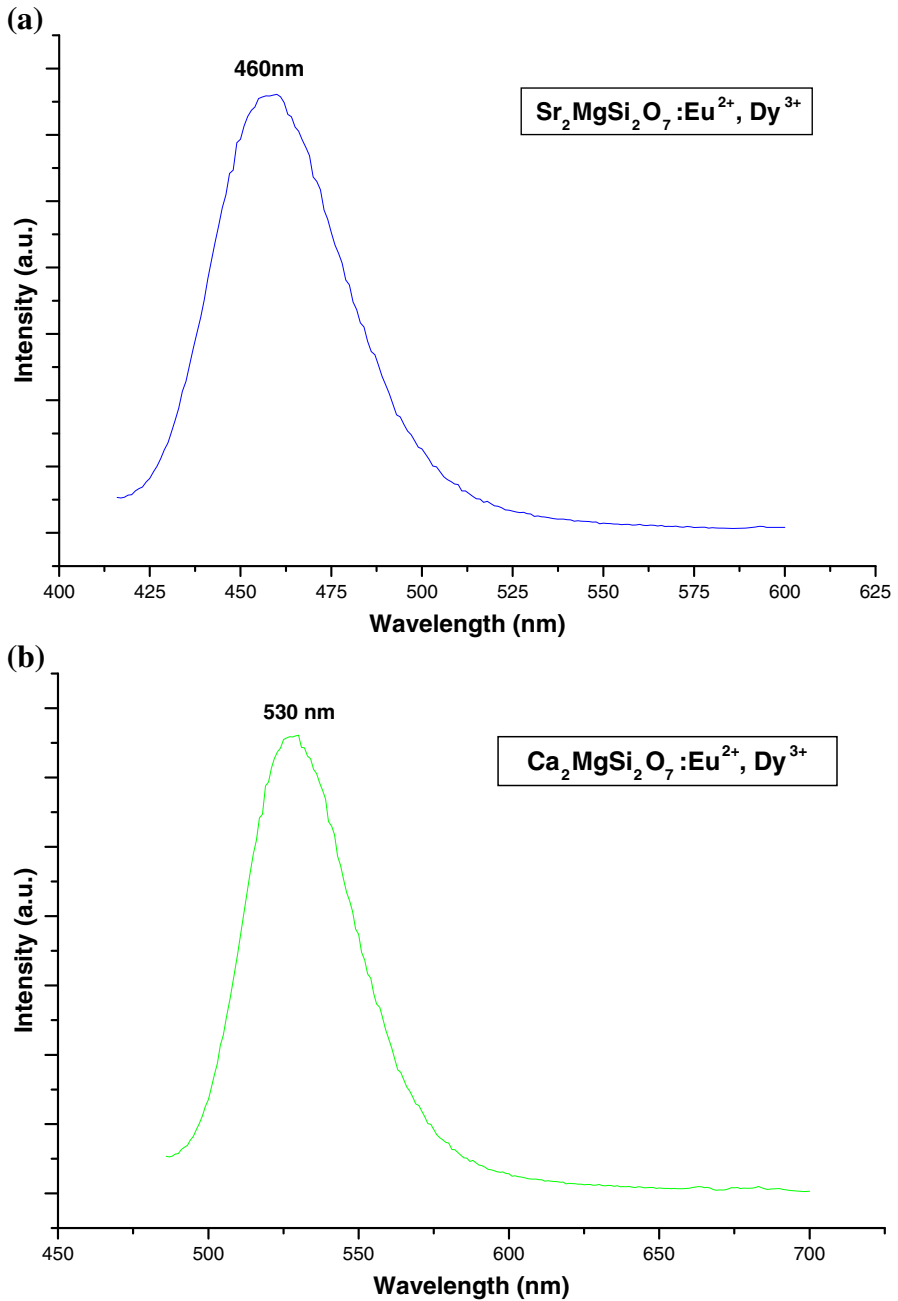 (a)
460nm
Sr₂MgSi₂O₇:Eu²⁺, Dy³⁺
Intensity (a.u.)
400 425 450 475 500 525 550 575 600 625
Wavelength (nm)
(b)
530 nm
Ca₂MgSi₂O₇:Eu²⁺, Dy³⁺
Intensity (a.u.)
450 500 550 600 650 700
Wavelength (nm)